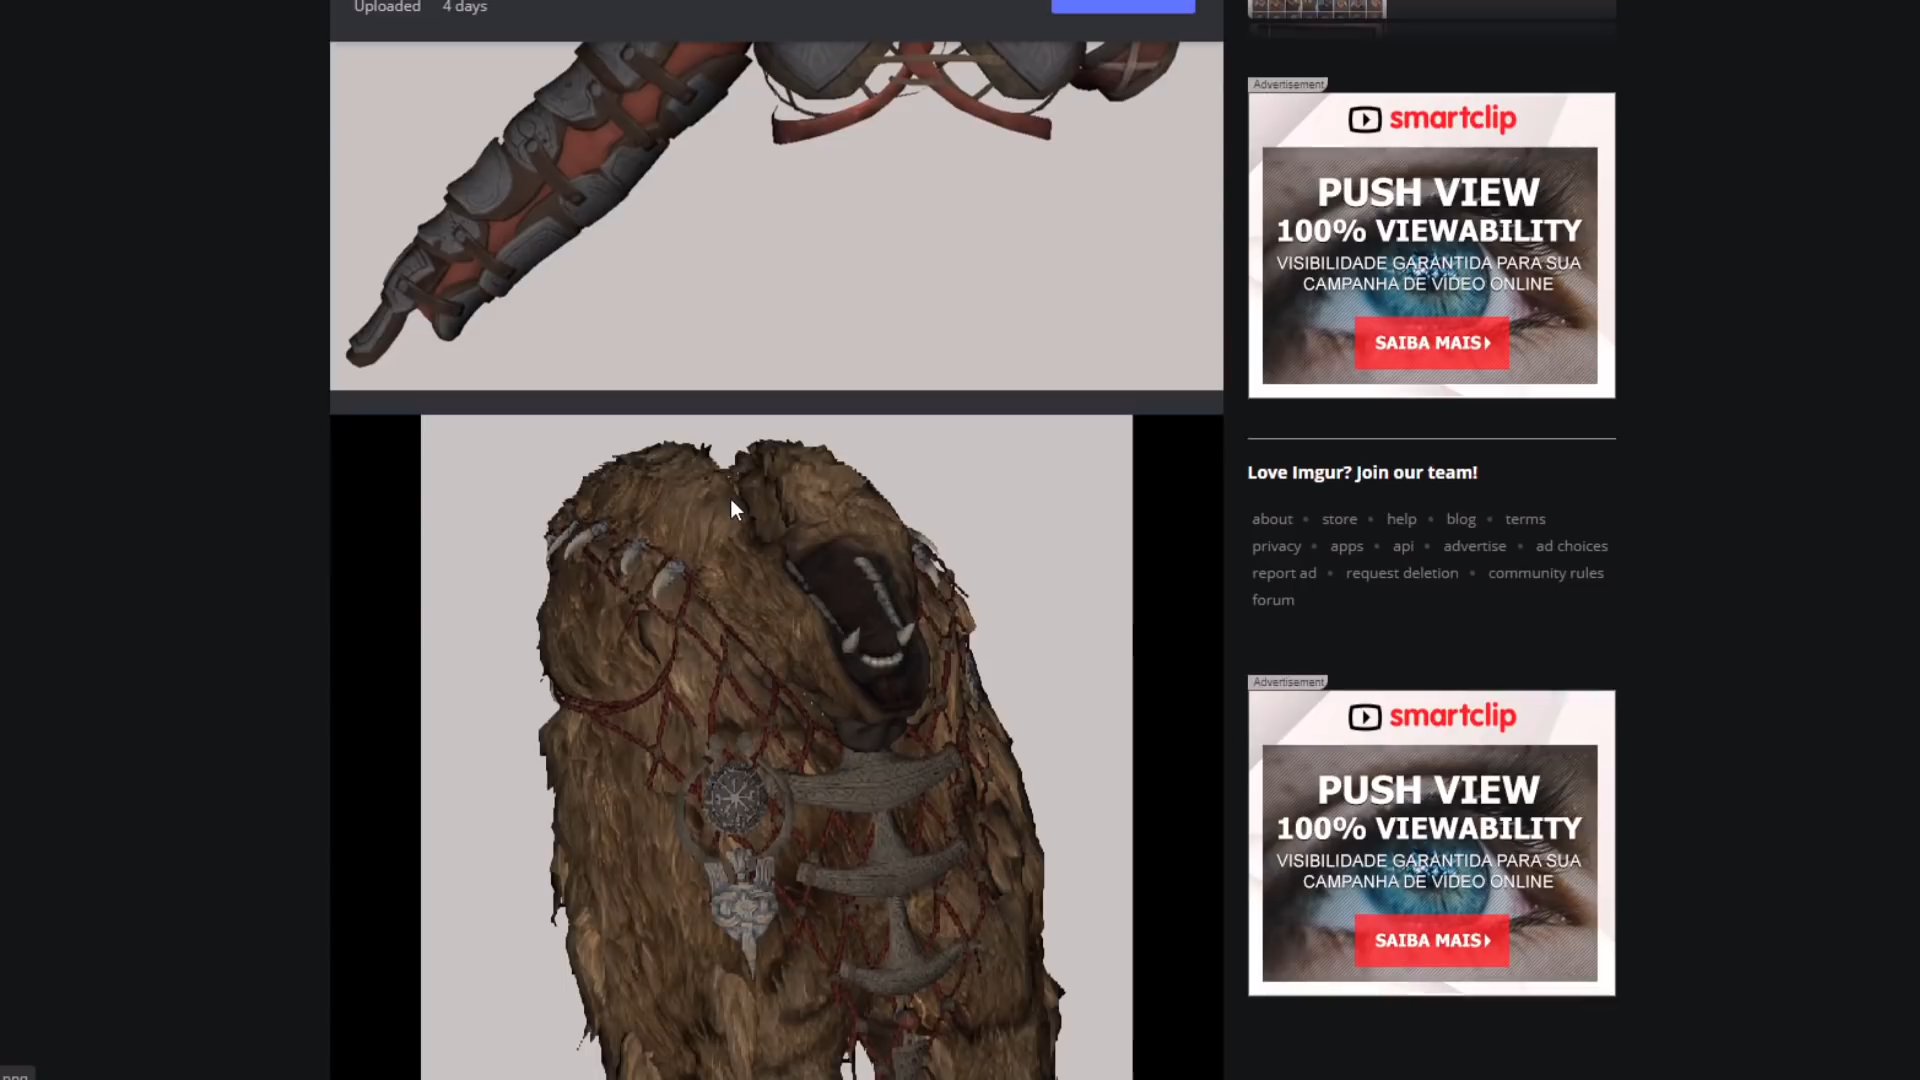 Uploaded 4 days
Advertisement
smartclip
PUSH VIEW
100% VIEWABILITY
VISIBILIDADE GARANTIDA PARA SUA
CAMPANHA DE VÍDEO ONLINE
SAIBA MAIS
Love Imgur? Join our team!
about • store • help • blog • terms
privacy • apps • api • advertise • ad choices
report ad • request deletion • community rules
forum
Advertisement
smartclip
PUSH VIEW
100% VIEWABILITY
VISIBILIDADE GARANTIDA PARA SUA
CAMPANHA DE VÍDEO ONLINE
SAIBA MAIS